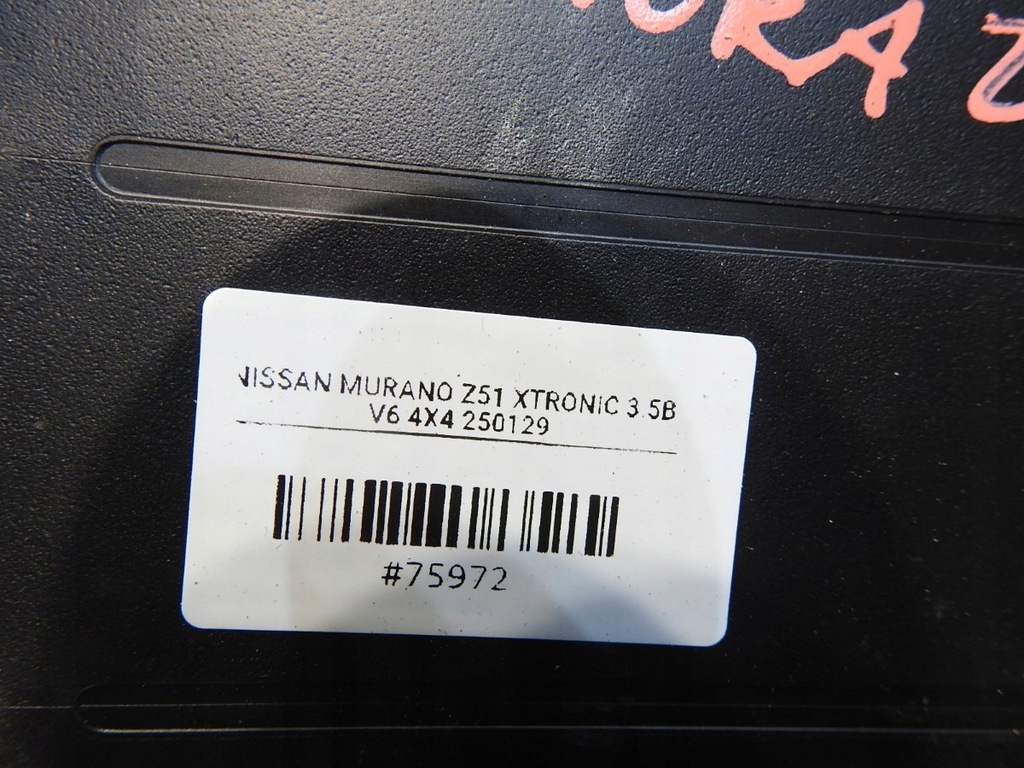 NISSAN MURANO Z51 XTRONIC 3.5B
V6 4X4 250129
#75972